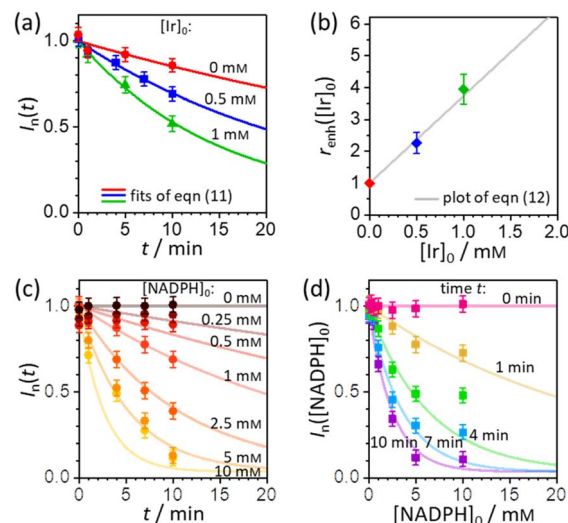 (a)
[Ir]₀:
0 mM
0.5 mM
1 mM
fits of eqn (11)
Iₙ(t)
1.0
0.5
0.0
0 5 10 15 20
t / min
(b)
rₑₙₕ([Ir]₀)
6
5
4
3
2
1
0
plot of eqn (12)
0.0 0.4 0.8 1.2 1.6 2.0
[Ir]₀ / mM
(c)
[NADPH]₀:
0 mM
0.25 mM
0.5 mM
1 mM
2.5 mM
5 mM
10 mM
Iₙ(t)
1.0
0.5
0.0
0 5 10 15 20
t / min
(d)
time t:
0 min
1 min
4 min
7 min
10 min
Iₙ([NADPH]₀)
1.0
0.5
0.0
0 5 10 15 20
[NADPH]₀ / mM